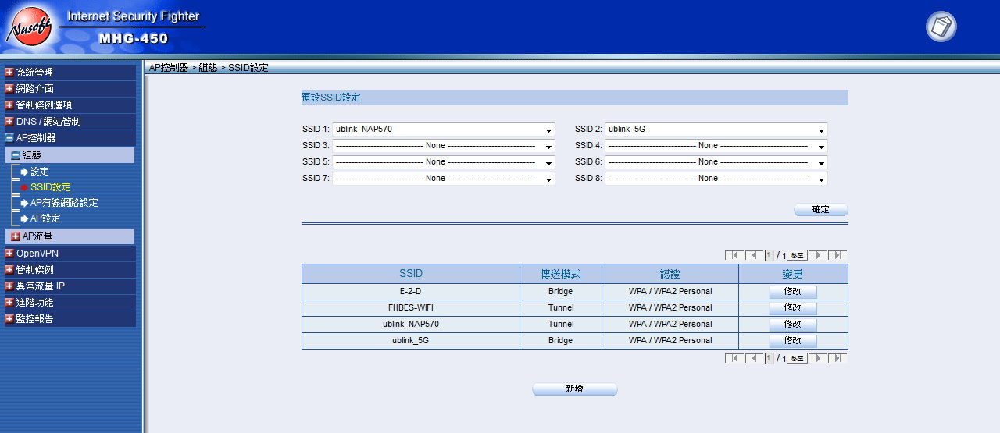 Nusoft
Internet Security Fighter
MHG-450
AP控制器 > 組態 > SSID設定
系統管理
網路介面
管制條例選項
DNS / 網站管制
AP控制器
組態
設定
SSID設定
AP有線網路設定
AP設定
AP流量
OpenVPN
管制條例
異常流量 IP
進階功能
監控報告
預設SSID設定
SSID 1: ublink_NAP570 SSID 2: ublink_5G
SSID 3: ---------------------------- None ---------------------------- SSID 4: ---------------------------- None ----------------------------
SSID 5: ---------------------------- None ---------------------------- SSID 6: ---------------------------- None ----------------------------
SSID 7: ---------------------------- None ---------------------------- SSID 8: ---------------------------- None ----------------------------
確定
1 / 1 移至
SSID 傳送模式 認證 變更
E-2-D Bridge WPA / WPA2 Personal 修改
FHBES-WIFI Tunnel WPA / WPA2 Personal 修改
ublink_NAP570 Tunnel WPA / WPA2 Personal 修改
ublink_5G Bridge WPA / WPA2 Personal 修改
1 / 1 移至
新增